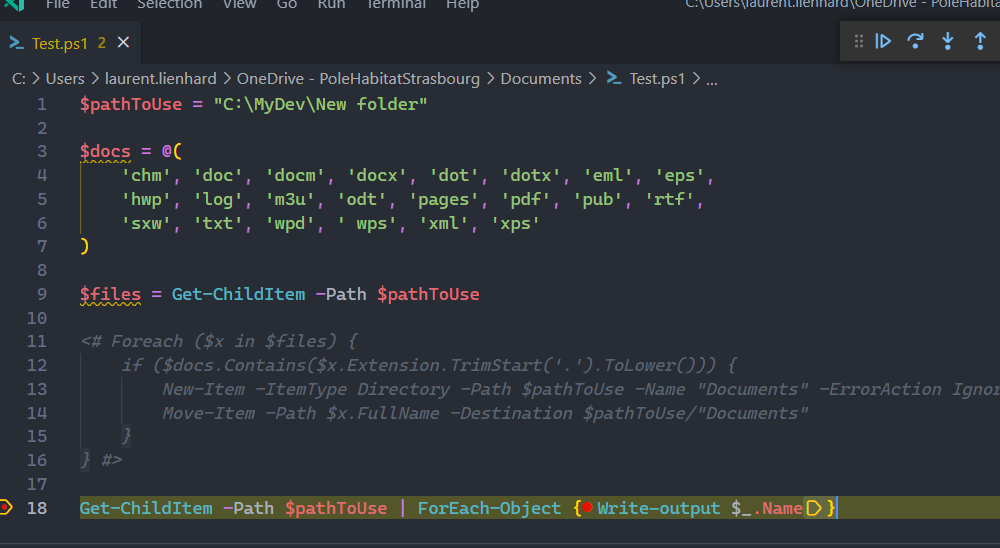 File Edit Selection View Go Run Terminal Help C:\Users\laurent.lienhard\OneDrive - PoleHabita
Test.ps1 2
C: > Users > laurent.lienhard > OneDrive - PoleHabitatStrasbourg > Documents > Test.ps1 > ...
1 $pathToUse = "C:\MyDev\New folder"
2
3 $docs = @(
4 'chm', 'doc', 'docm', 'docx', 'dot', 'dotx', 'eml', 'eps',
5 'hwp', 'log', 'm3u', 'odt', 'pages', 'pdf', 'pub', 'rtf',
6 'sxw', 'txt', 'wpd', ' wps', 'xml', 'xps'
7 )
8
9 $files = Get-ChildItem -Path $pathToUse
10
11 <# Foreach ($x in $files) {
12 if ($docs.Contains($x.Extension.TrimStart('.').ToLower())) {
13 New-Item -ItemType Directory -Path $pathToUse -Name "Documents" -ErrorAction Ignor
14 Move-Item -Path $x.FullName -Destination $pathToUse/"Documents"
15 }
16 } #>
17
18 Get-ChildItem -Path $pathToUse | ForEach-Object { Write-output $_.Name }